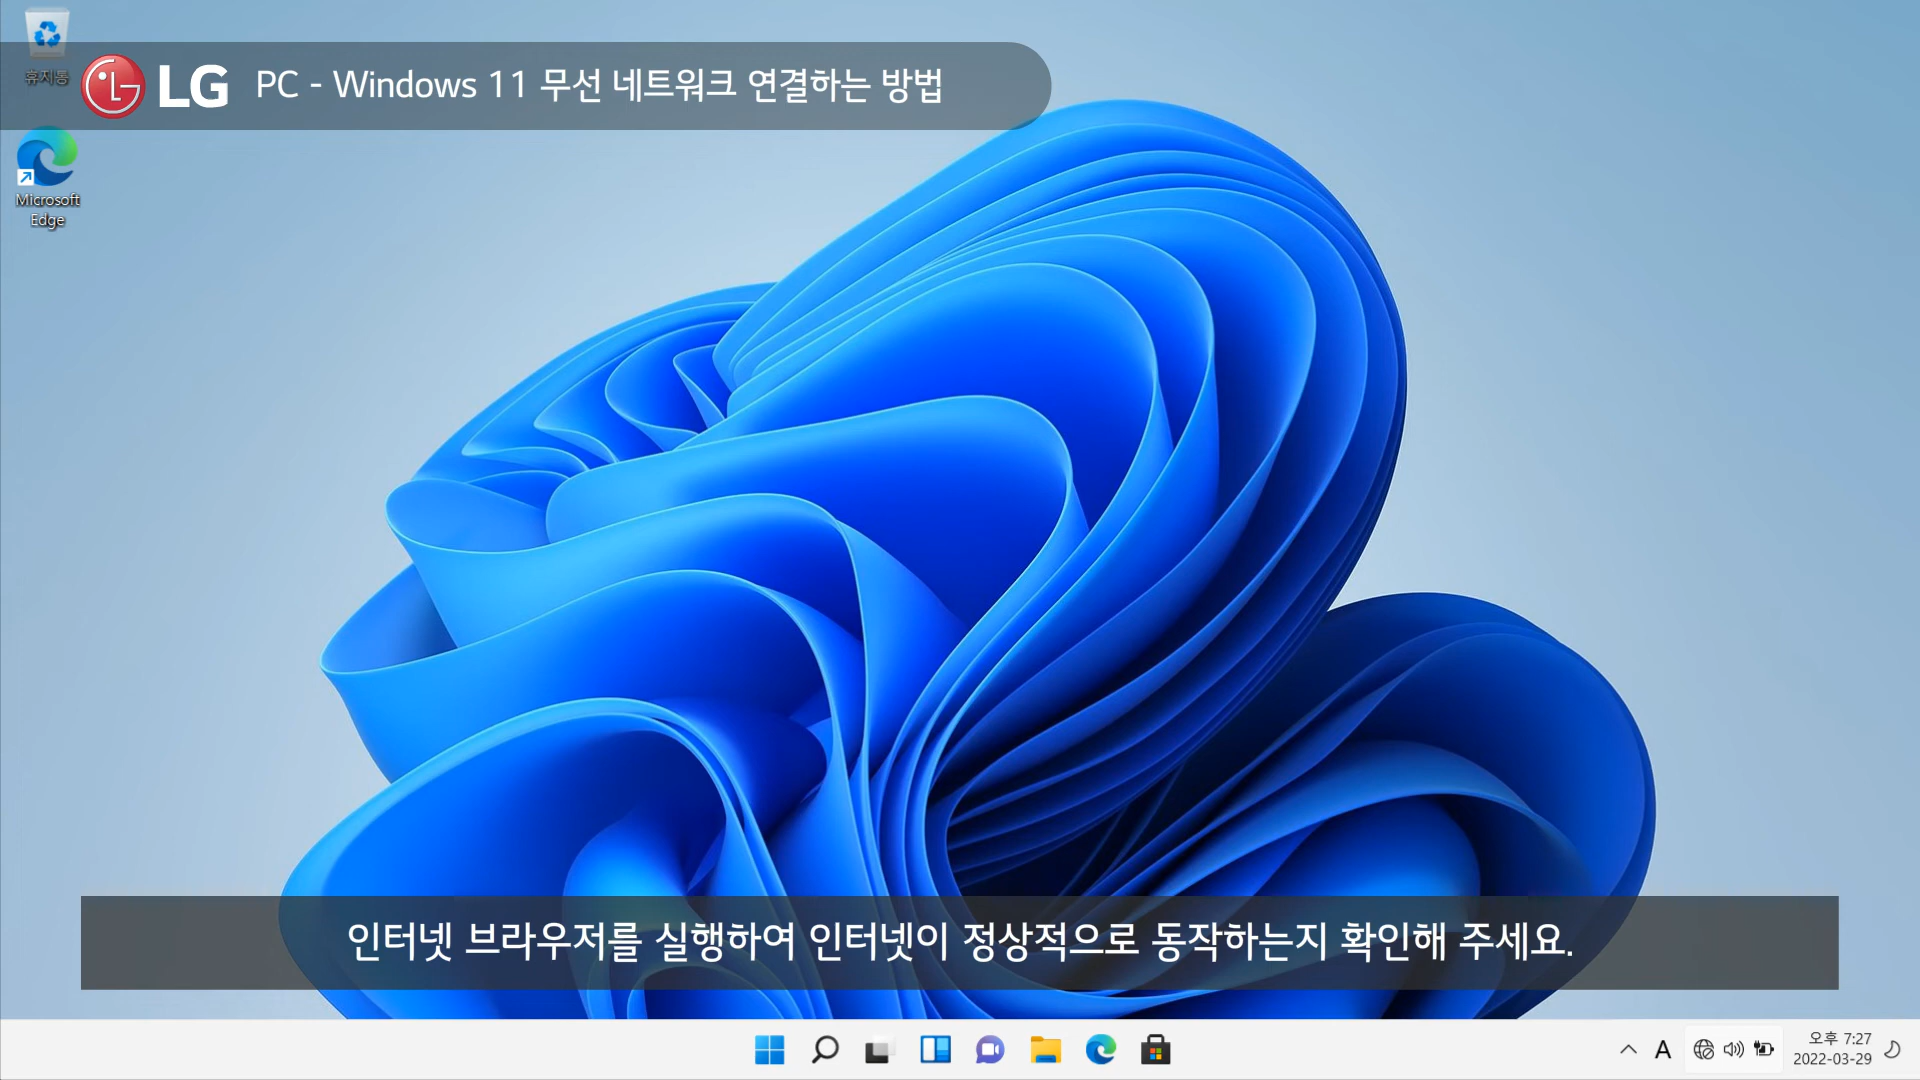 휴지통
LG PC - Windows 11 무선 네트워크 연결하는 방법
Microsoft
Edge
인터넷 브라우저를 실행하여 인터넷이 정상적으로 동작하는지 확인해 주세요.
A
오후 7:27
2022-03-29